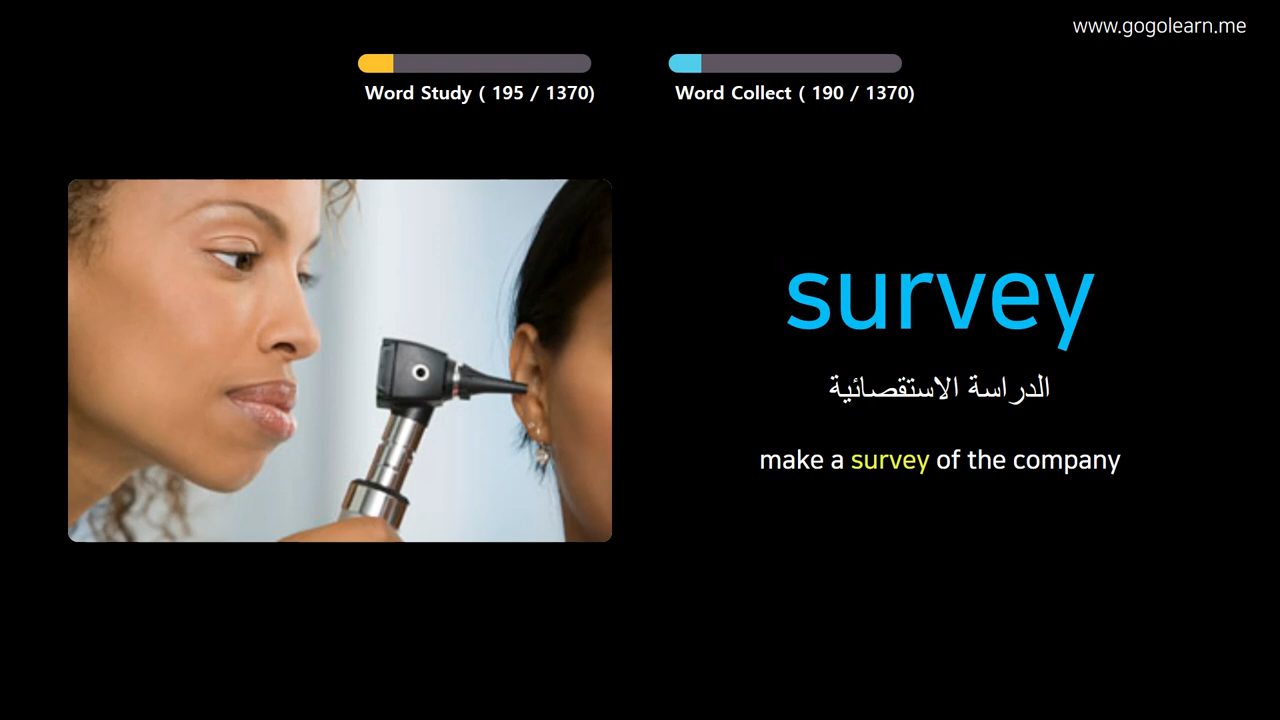 www.gogolearn.me
Word Study ( 195 / 1370)
Word Collect ( 190 / 1370)
survey
الدراسة الاستقصائية
make a survey of the company